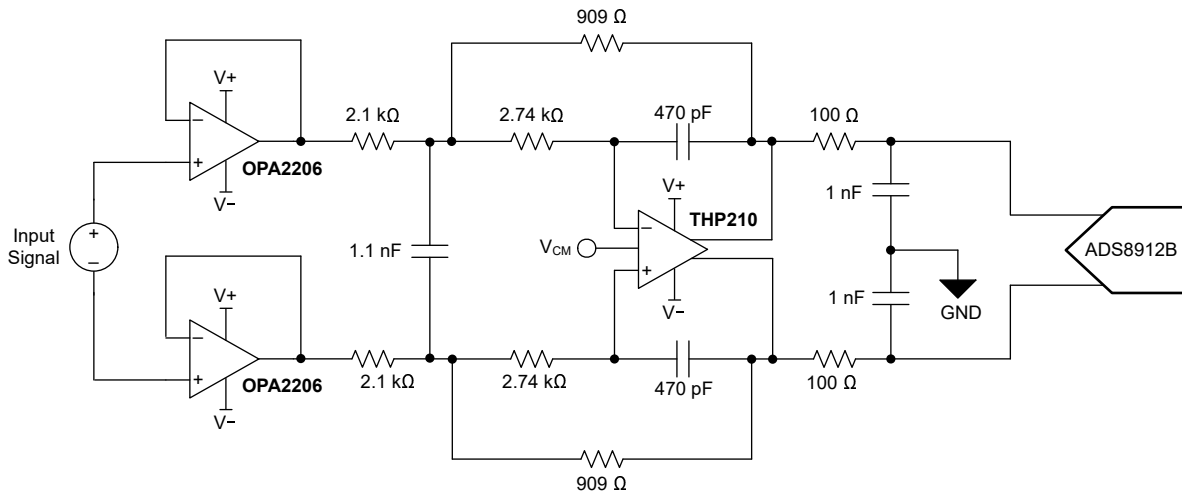 909 Ω
V+
2.1 kΩ
2.74 kΩ
470 pF
100 Ω
−
+
OPA2206
V−
1 nF
V+
THP210
Input
Signal
+
−
1.1 nF
VCM
−
+
ADS8912B
V+
V−
1 nF
GND
−
+
OPA2206
V−
2.1 kΩ
2.74 kΩ
470 pF
100 Ω
909 Ω